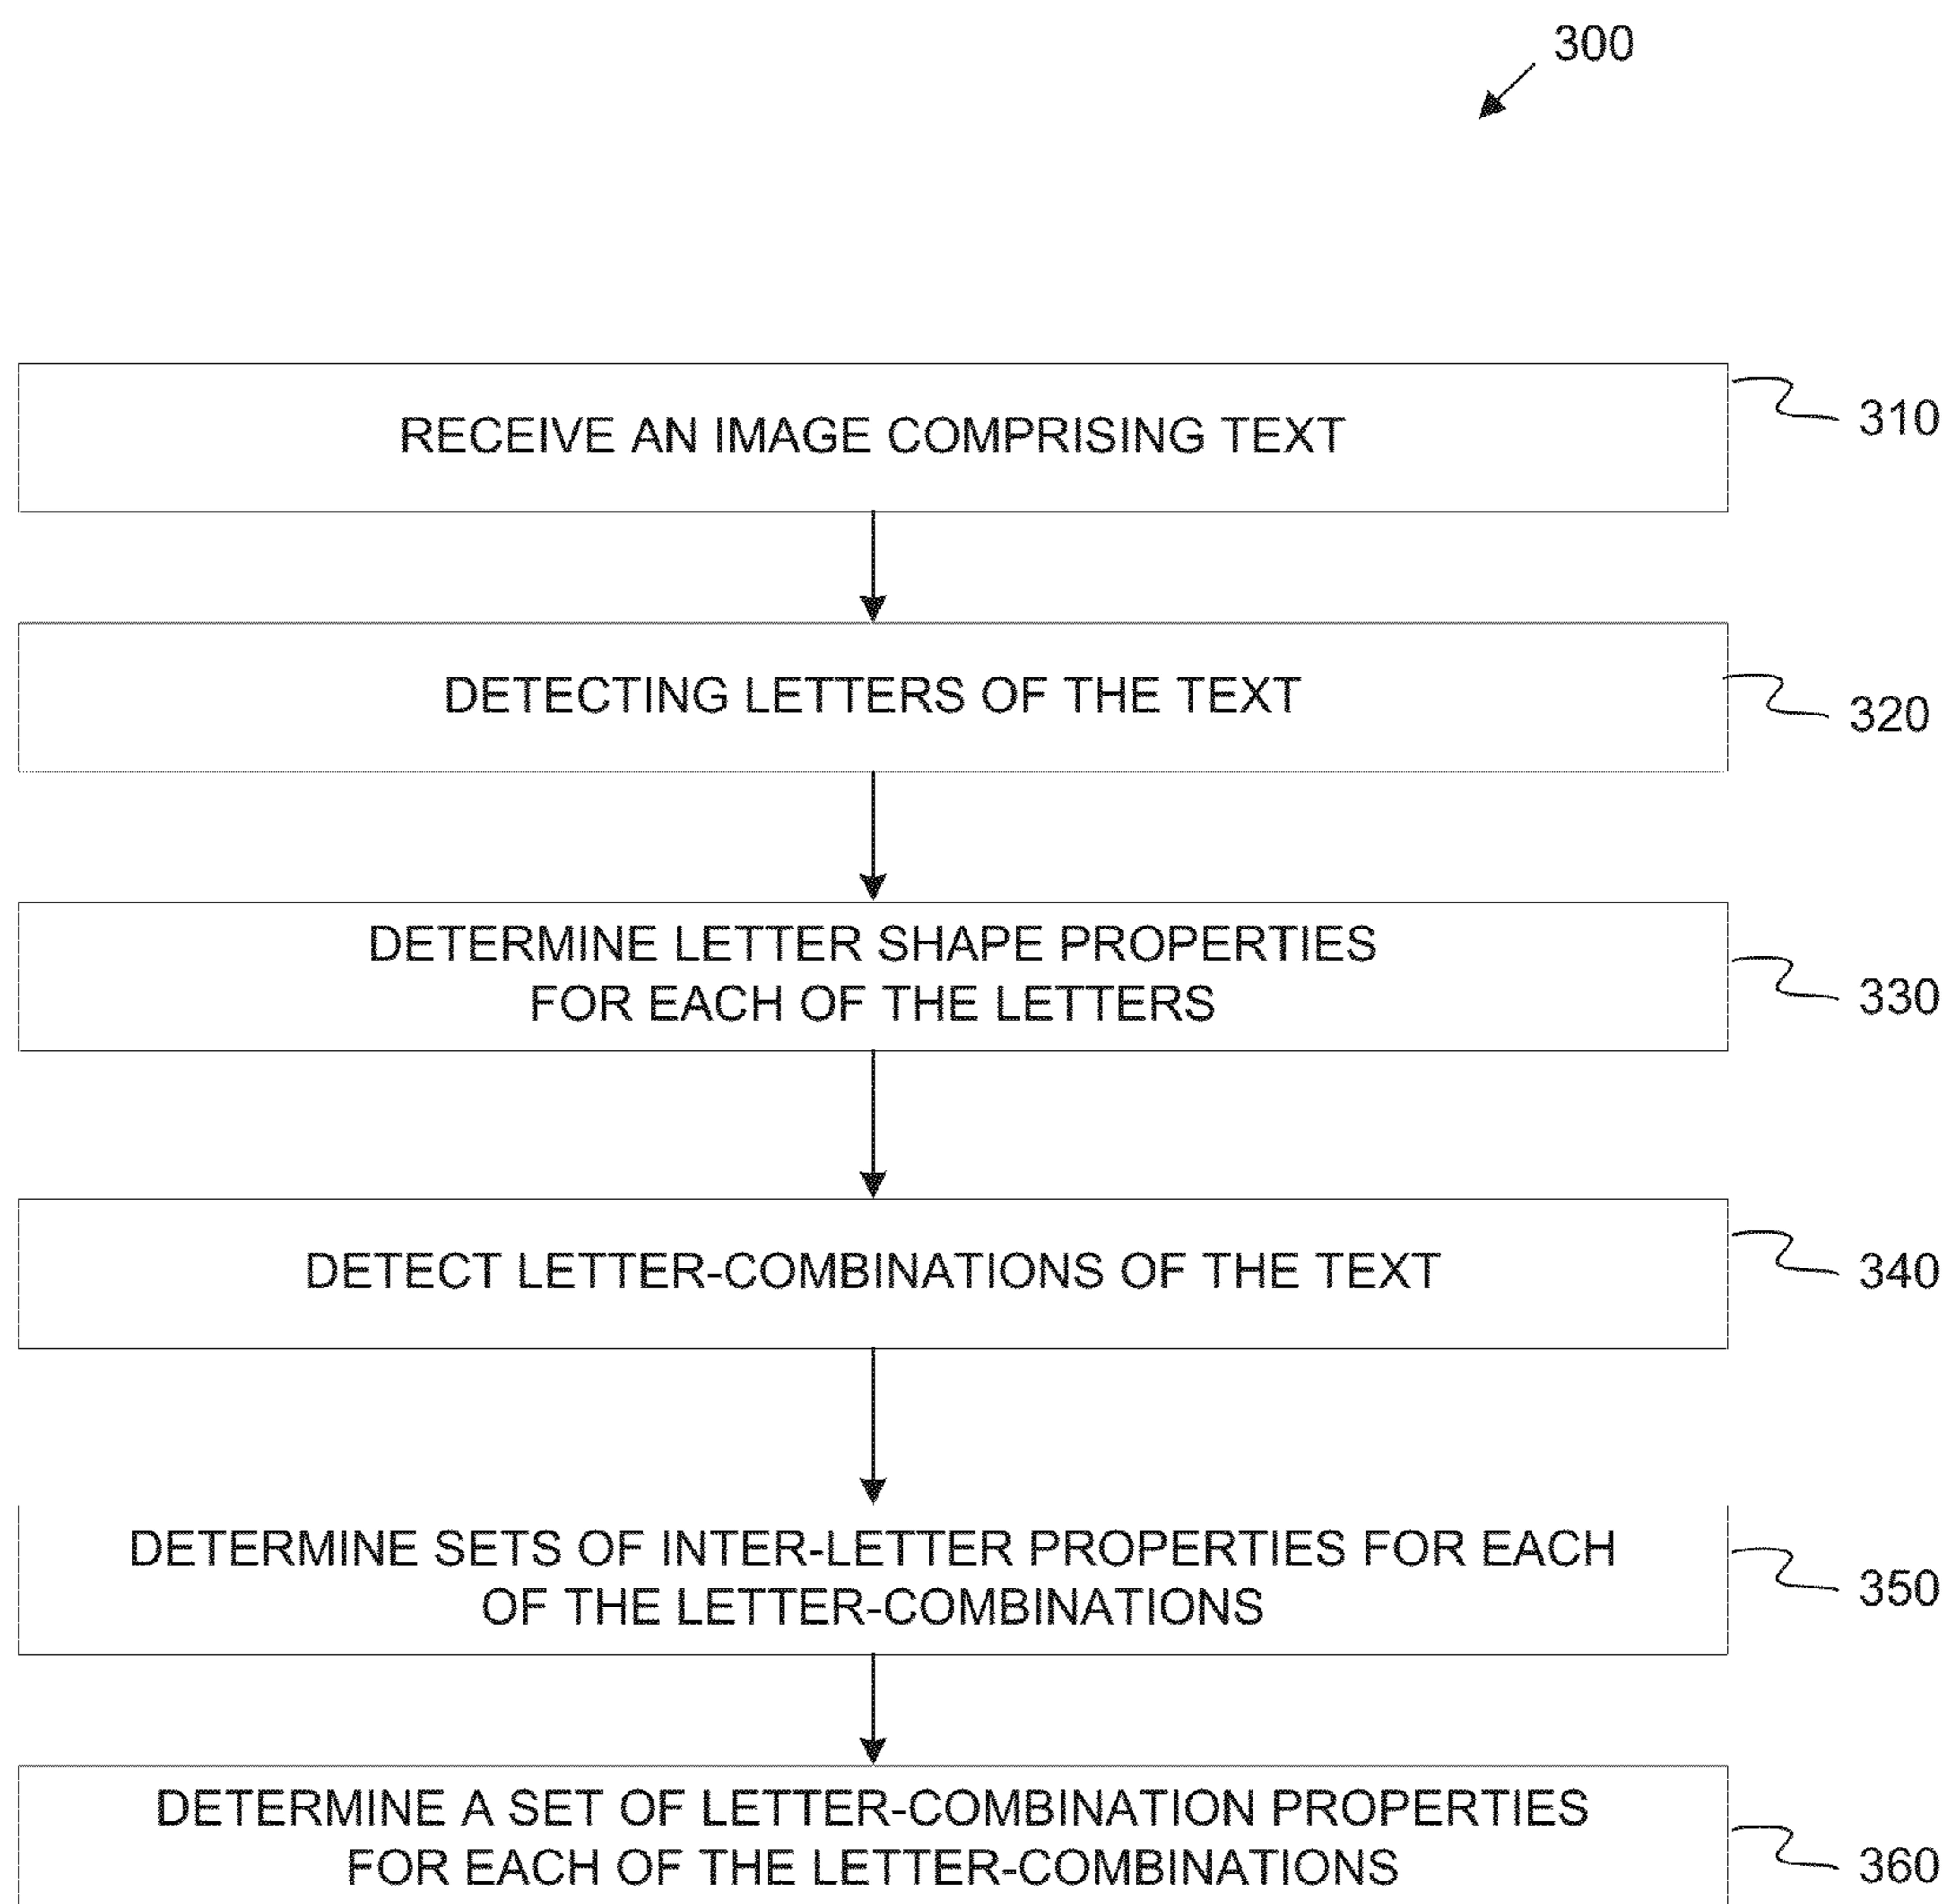 300
RECEIVE AN IMAGE COMPRISING TEXT
310
DETECTING LETTERS OF THE TEXT
320
DETERMINE LETTER SHAPE PROPERTIES
FOR EACH OF THE LETTERS
330
DETECT LETTER-COMBINATIONS OF THE TEXT
340
DETERMINE SETS OF INTER-LETTER PROPERTIES FOR EACH
OF THE LETTER-COMBINATIONS
350
DETERMINE A SET OF LETTER-COMBINATION PROPERTIES
FOR EACH OF THE LETTER-COMBINATIONS
360